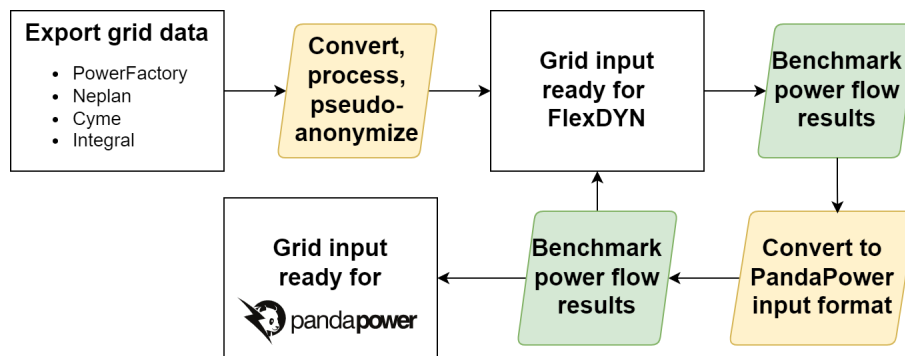 Export grid data
• PowerFactory
• Neplan
• Cyme
• Integral
Convert,
process,
pseudo-
anonymize
Grid input
ready for
FlexDYN
Benchmark
power flow
results
Grid input
ready for
pandapower
Benchmark
power flow
results
Convert to
PandaPower
input format